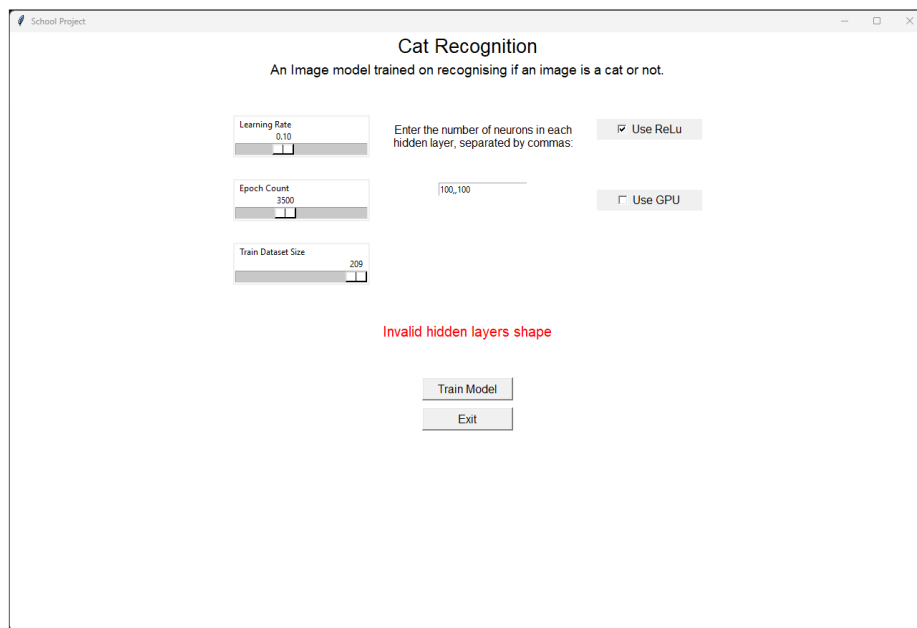 School Project
Cat Recognition
An Image model trained on recognising if an image is a cat or not.
Learning Rate
0.10
Enter the number of neurons in each
hidden layer, separated by commas:
Use ReLu
Epoch Count
3500
100,,100
Use GPU
Train Dataset Size
209
Invalid hidden layers shape
Train Model
Exit